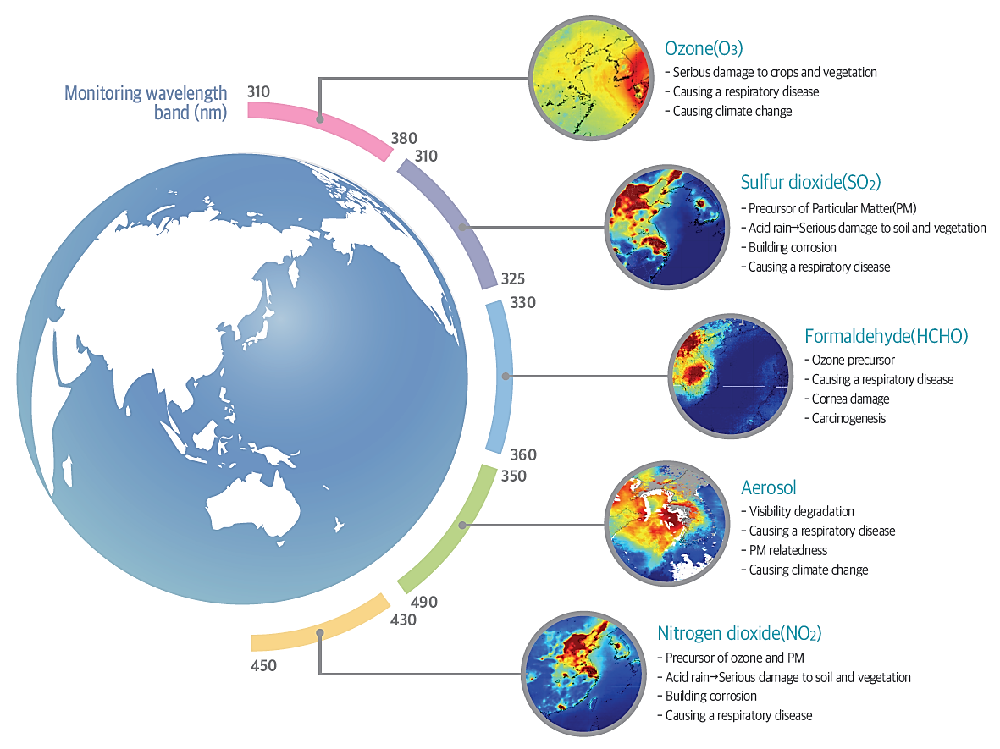 Monitoring wavelength
band (nm)
310
380
Ozone(O3)
- Serious damage to crops and vegetation
- Causing a respiratory disease
- Causing climate change
310
325
Sulfur dioxide(SO2)
- Precursor of Particular Matter(PM)
- Acid rain→Serious damage to soil and vegetation
- Building corrosion
- Causing a respiratory disease
330
360
Formaldehyde(HCHO)
- Ozone precursor
- Causing a respiratory disease
- Cornea damage
- Carcinogenesis
350
490
Aerosol
- Visibility degradation
- Causing a respiratory disease
- PM relatedness
- Causing climate change
430
450
Nitrogen dioxide(NO2)
- Precursor of ozone and PM
- Acid rain→Serious damage to soil and vegetation
- Building corrosion
- Causing a respiratory disease